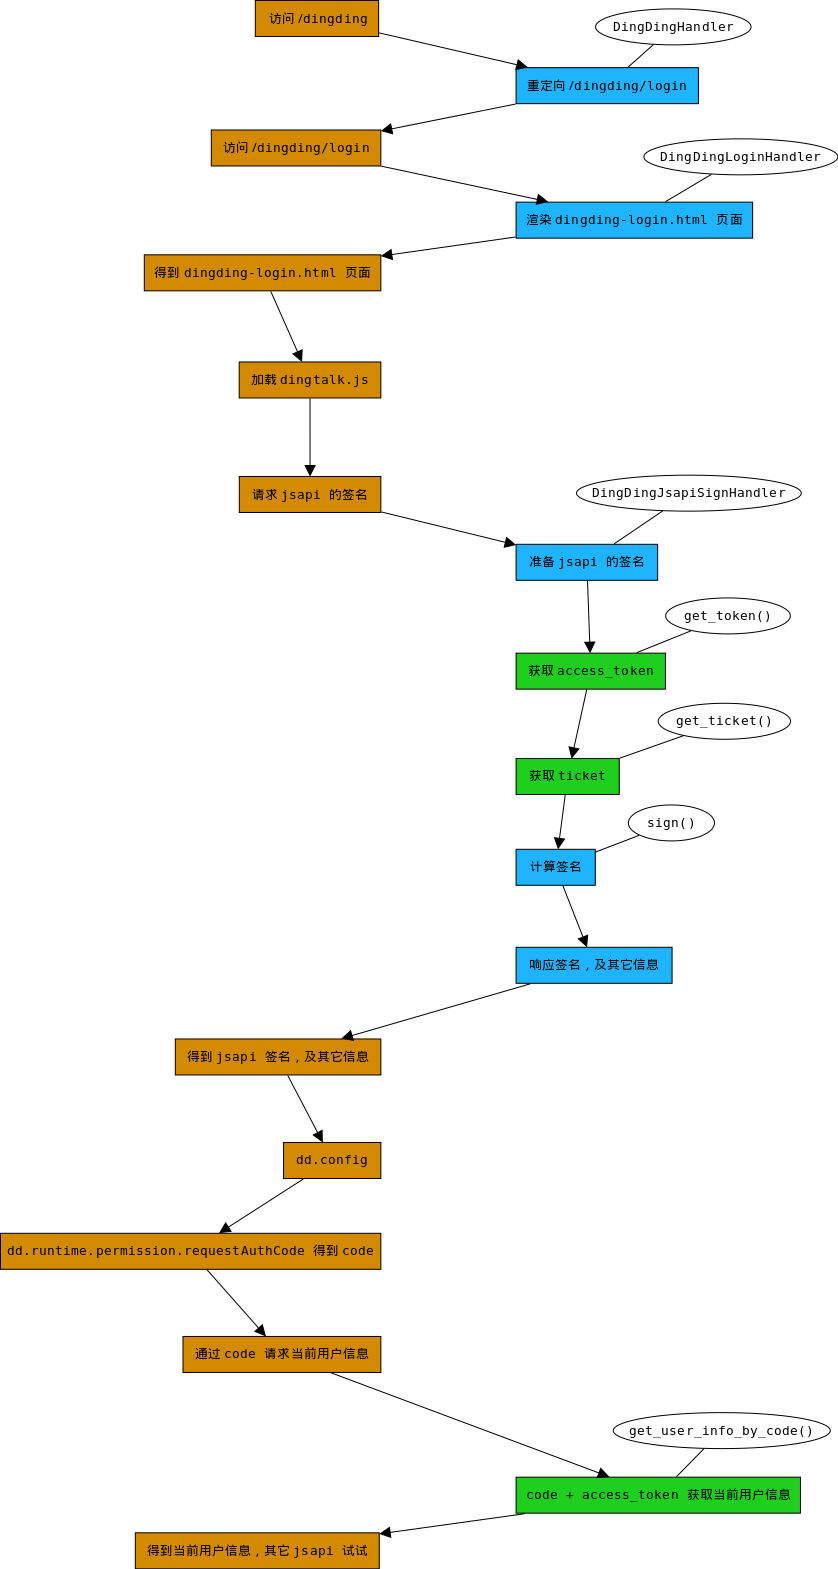 访问 /dingding
DingDingHandler
重定向 /dingding/login
访问 /dingding/login
DingDingLoginHandler
渲染 dingding-login.html 页面
得到 dingding-login.html 页面
加载 dingtalk.js
请求 jsapi 的签名
DingDingJsapiSignHandler
准备 jsapi 的签名
get_token()
获取 access_token
get_ticket()
获取 ticket
sign()
计算签名
响应签名，及其它信息
得到 jsapi 签名，及其它信息
dd.config
dd.runtime.permission.requestAuthCode 得到 code
通过 code 请求当前用户信息
get_user_info_by_code()
code + access_token 获取当前用户信息
得到当前用户信息，其它 jsapi 试试